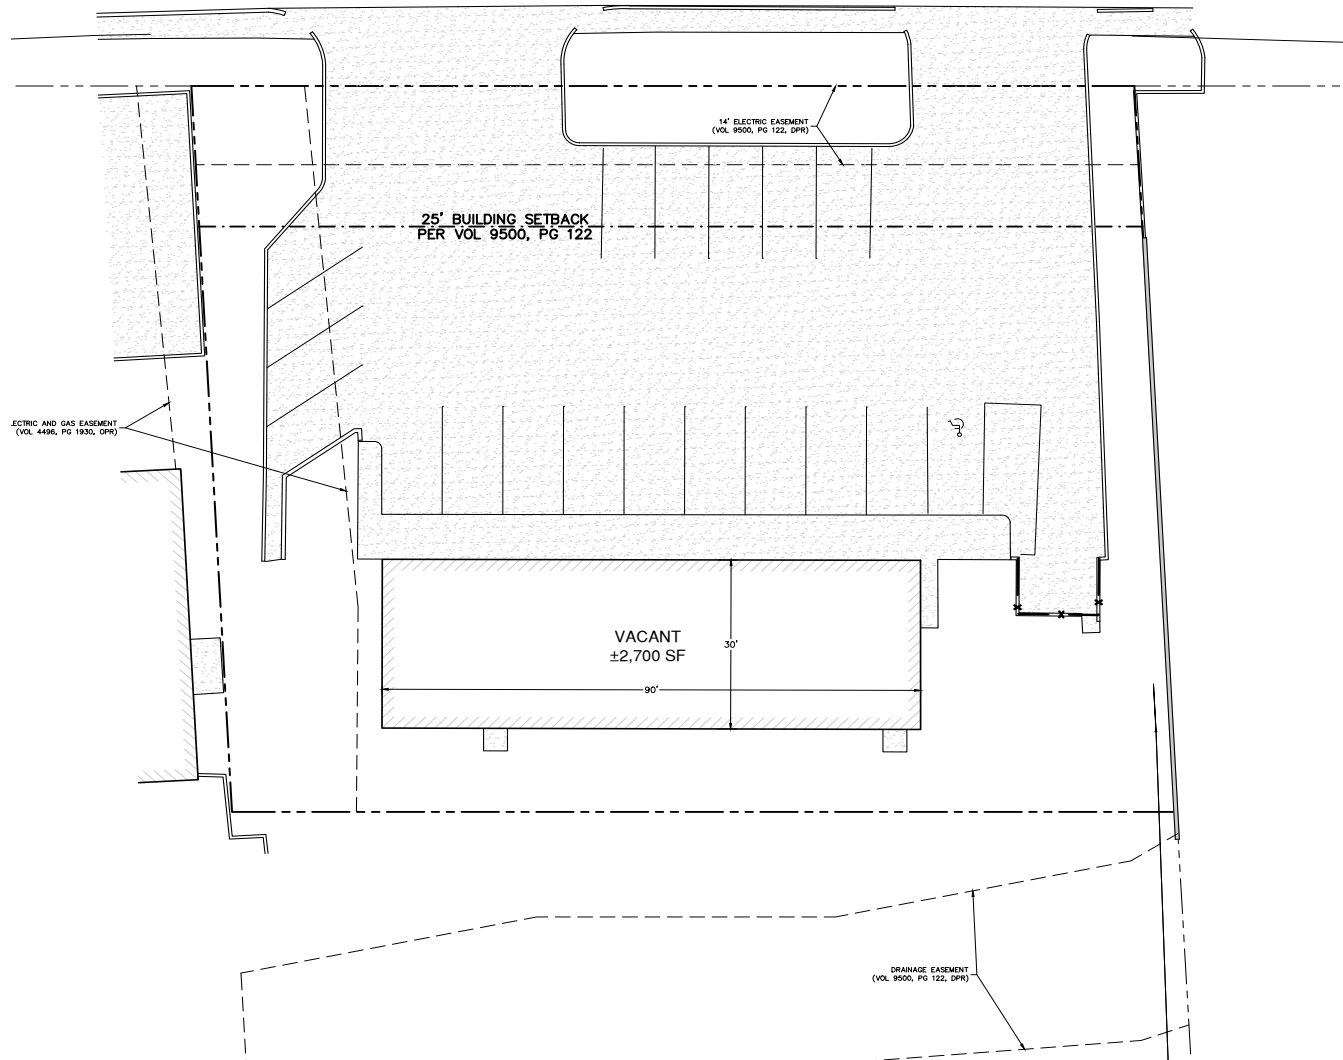 14' ELECTRIC EASEMENT
(VOL 9500, PG 122, DPR)
25' BUILDING SETBACK
PER VOL 9500, PG 122
LECTRIC AND GAS EASEMENT
(VOL 4496, PG 1930, OPR)
VACANT
±2,700 SF
30'
90'
DRAINAGE EASEMENT
(VOL 9500, PG 122, DPR)